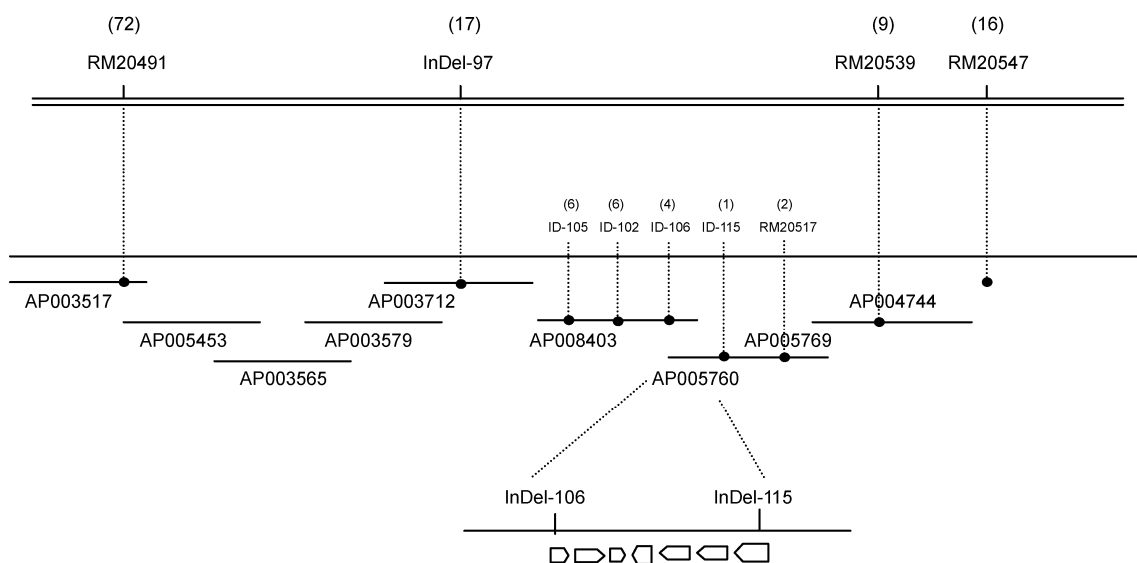 (72) (17) (9) (16)
RM20491 InDel-97 RM20539 RM20547
(6) (6) (4) (1) (2)
ID-105 ID-102 ID-106 ID-115 RM20517
AP003517 AP003712 AP004744
AP005453 AP003579 AP008403 AP005769
AP003565 AP005760
InDel-106 InDel-115